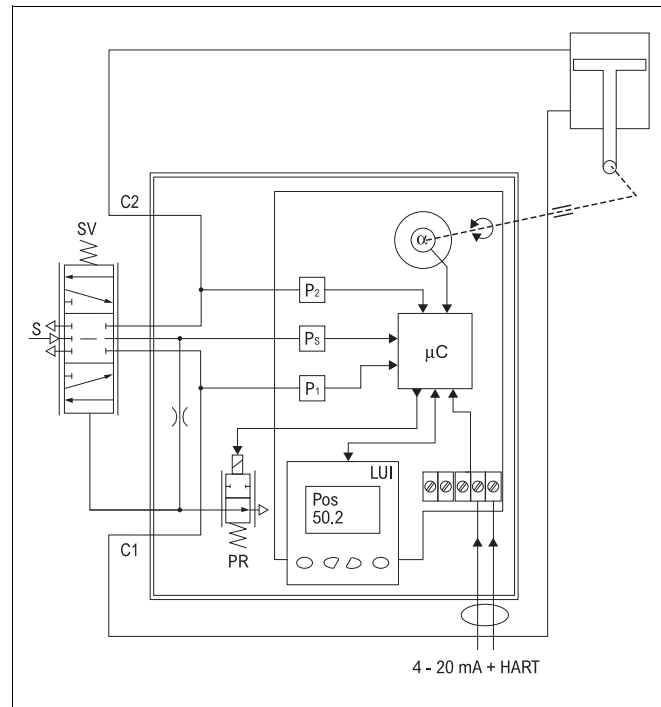 C2
SV
α
P2
S
PS
μC
P1
LUI
Pos
50.2
C1
PR
4 - 20 mA + HART